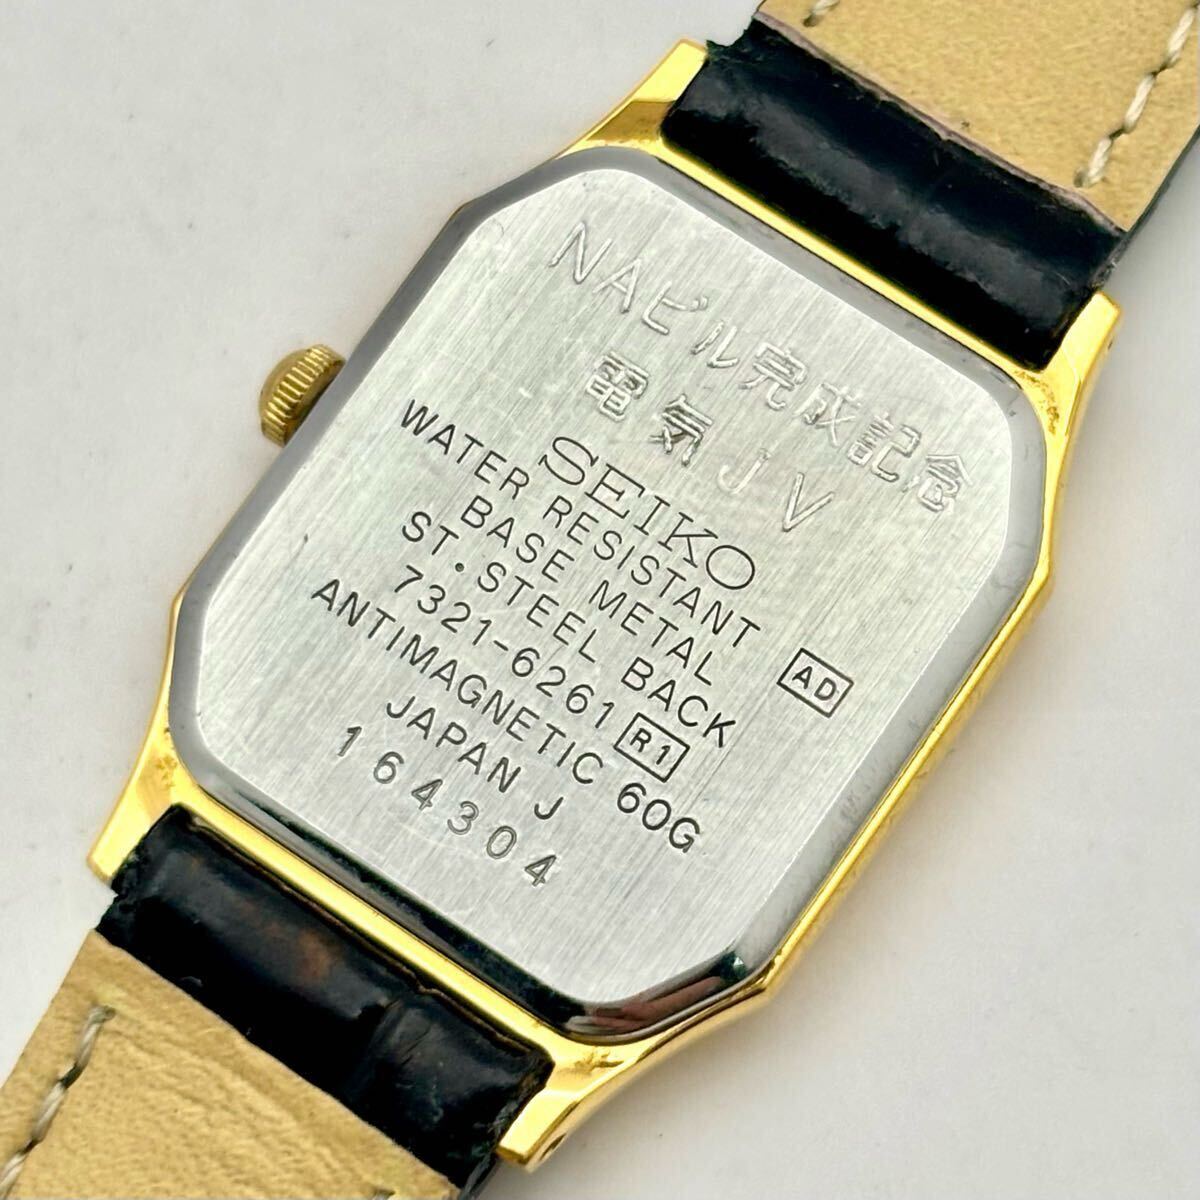 NAビル完成記念
電気JV
SEIKO
WATER RESISTANT
BASE METAL
ST.STEEL BACK AD
7321-6261 R1
ANTIMAGNETIC 60G
JAPAN J
164304